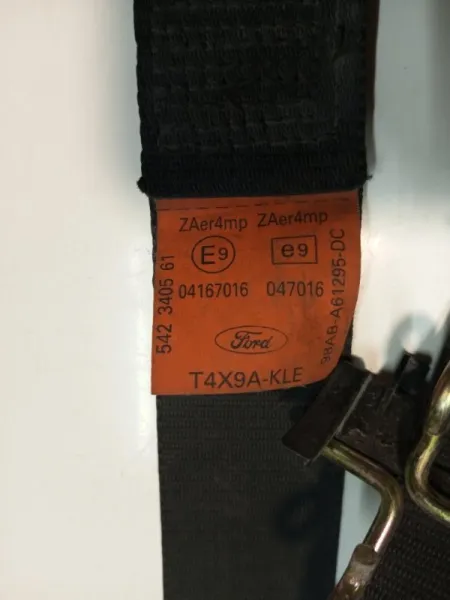 ZAer4mp ZAer4mp
E9 e9
04167016 047016
Ford
T4X9A-KLE
542 3405 61
98AB-A61295-DC